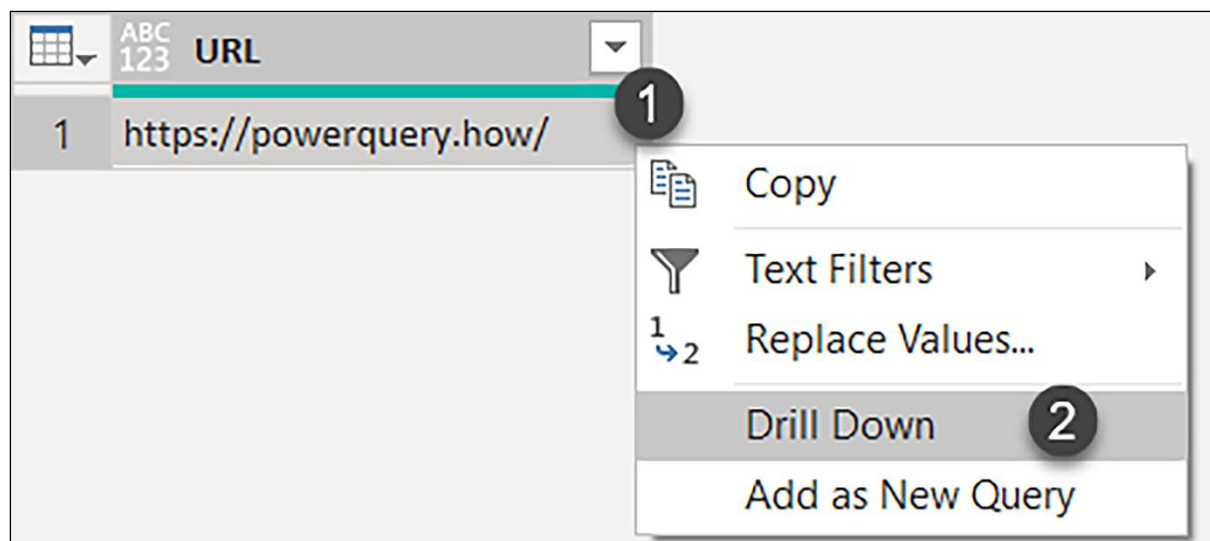 ABC
123 URL
1
1 https://powerquery.how/
Copy
Text Filters
1
2 Replace Values...
Drill Down 2
Add as New Query